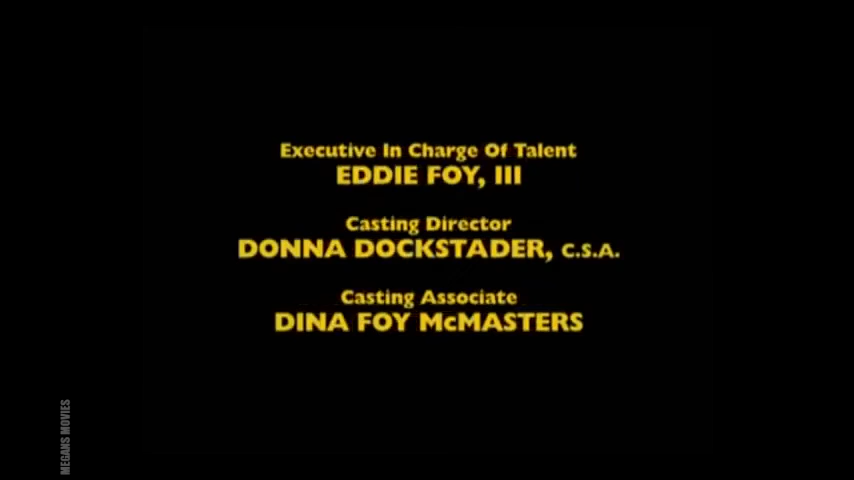 Executive In Charge Of Talent
EDDIE FOY, III
Casting Director
DONNA DOCKSTADER, C.S.A.
Casting Associate
DINA FOY McMASTERS
MEGANS MOVIES